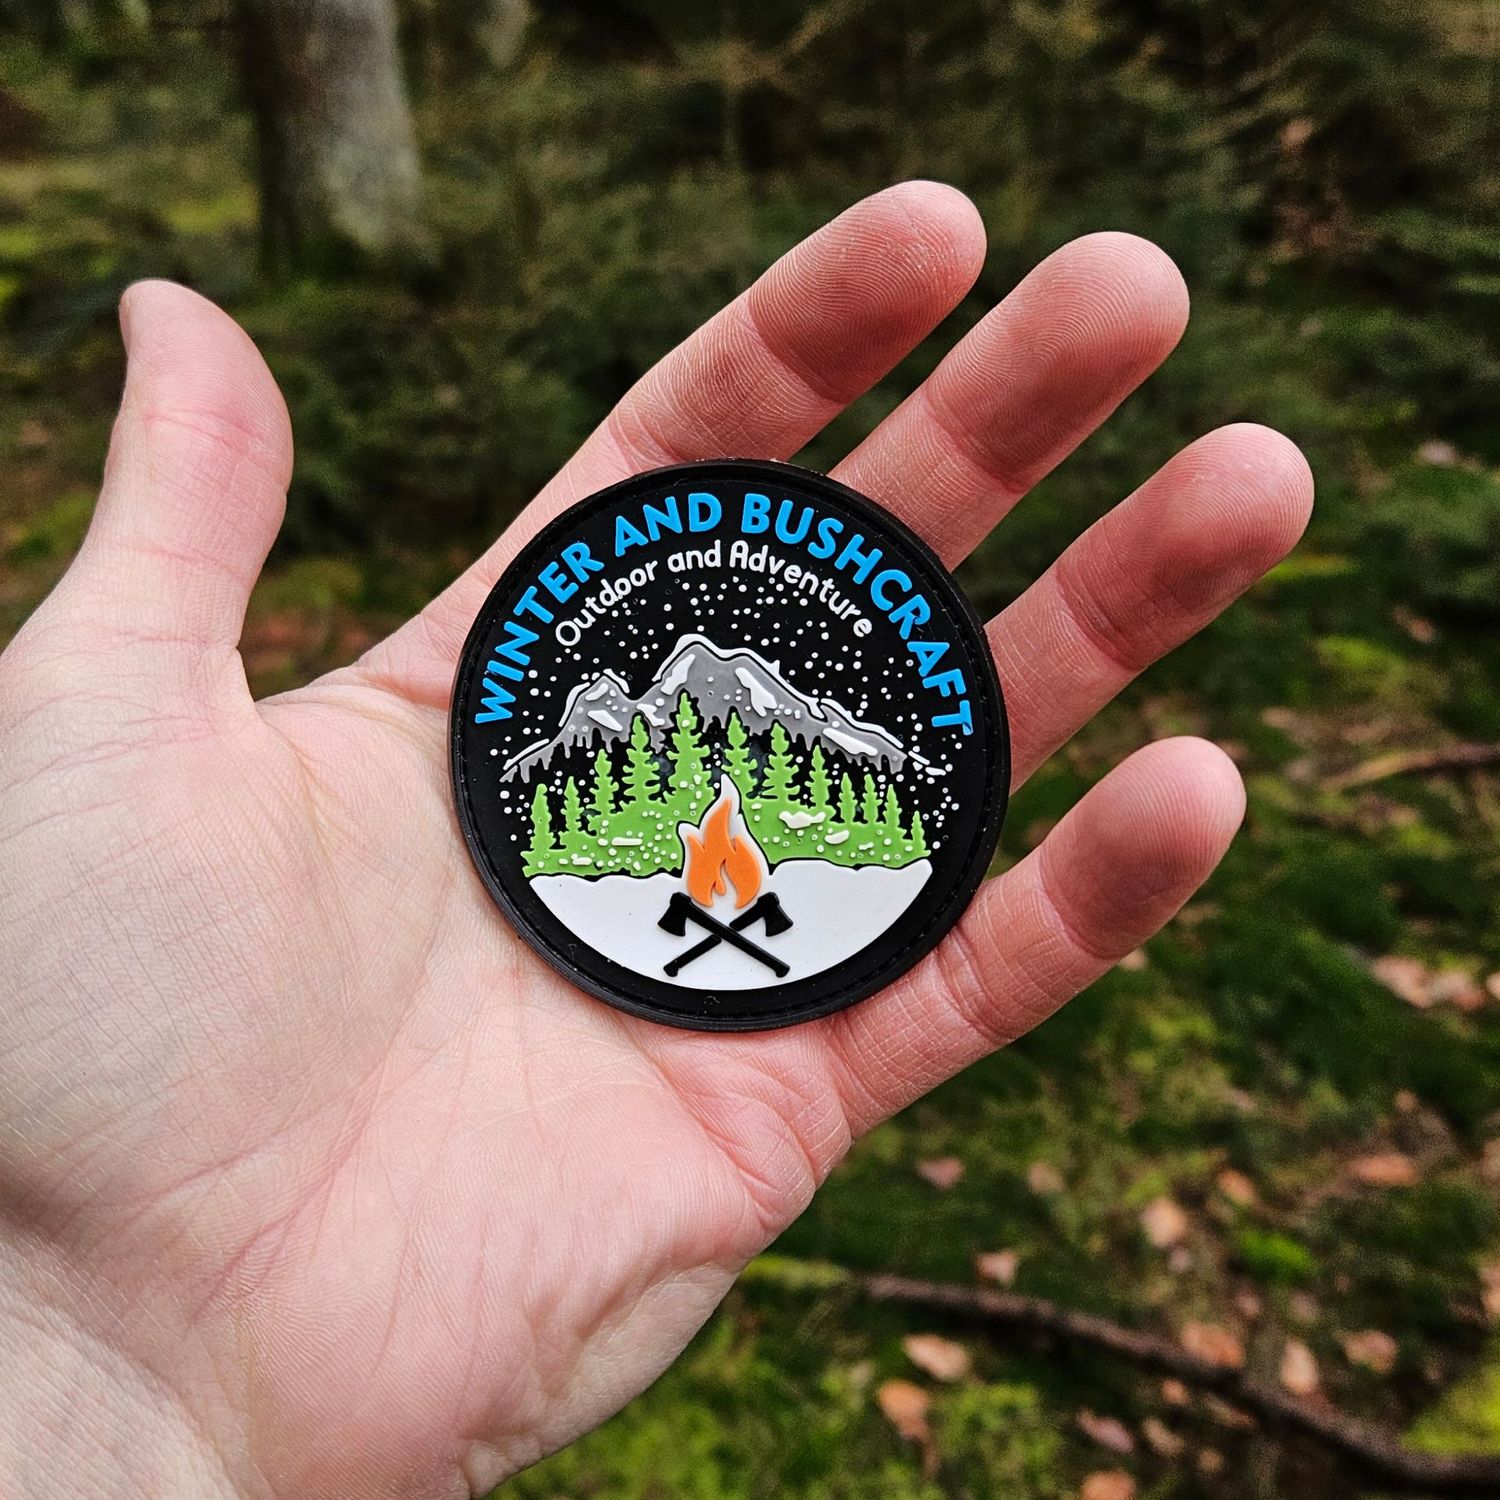 WINTER AND BUSHCRAFT
Outdoor and Adventure